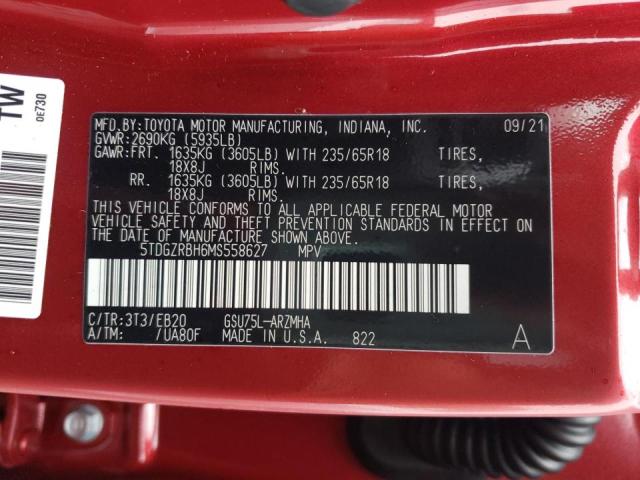 TW
OE730
MFD.BY:TOYOTA MOTOR MANUFACTURING, INDIANA, INC. 09/21
GVWR:2690KG (5935LB)
GAWR:FRT. 1635KG (3605LB) WITH 235/65R18 TIRES,
18X8J RIMS.
RR. 1635KG (3605LB) WITH 235/65R18 TIRES,
18X8J RIMS.
THIS VEHICLE CONFORMS TO ALL APPLICABLE FEDERAL MOTOR
VEHICLE SAFETY AND THEFT PREVENTION STANDARDS IN EFFECT
ON THE DATE OF MANUFACTURE SHOWN ABOVE.
5TDGZRBH6MS558627 MPV
C/TR:3T3/EB20 GSU75L-ARZMHA
A/TM: /UA80F MADE IN U.S.A. 822
A